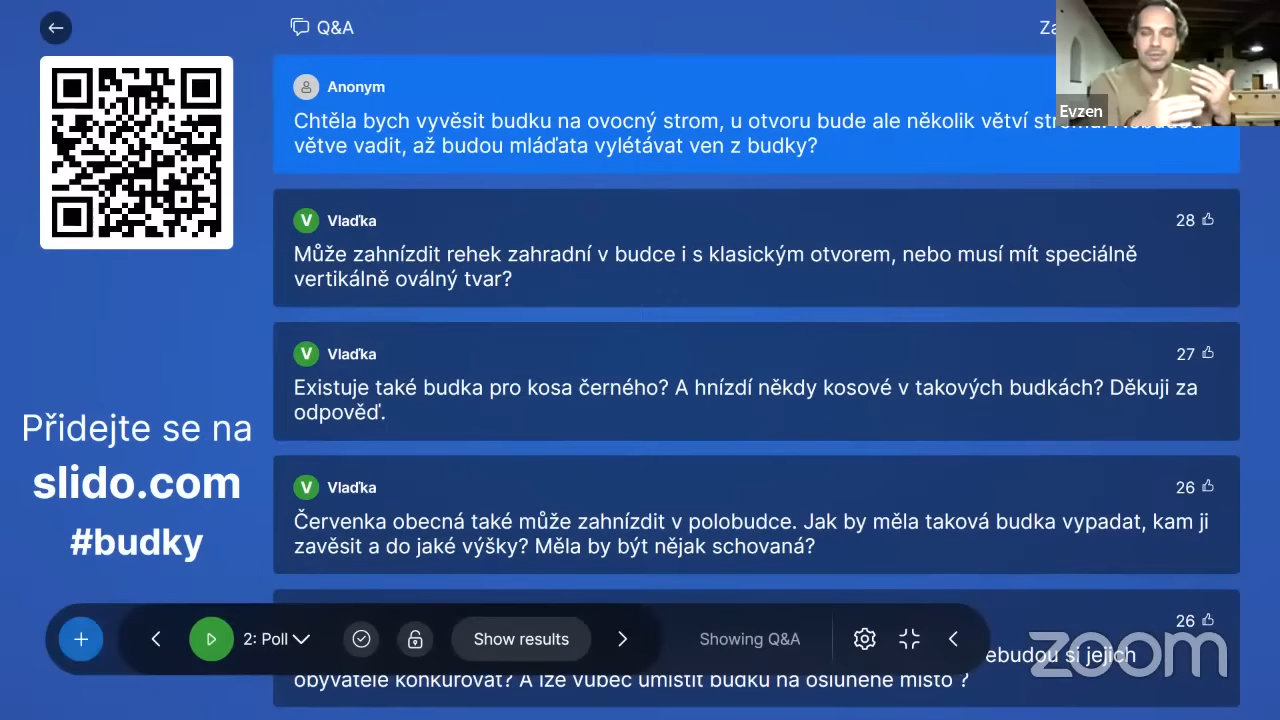 Q&A
Za
Evzen
Anonym
Chtěla bych vyvěsit budku na ovocný strom, u otvoru bude ale několik větví
větve vadit, až budou mláďata vylétávat ven z budky?
V Vlaďka
28
Může zahnízdit rehek zahradní v budce i s klasickým otvorem, nebo musí mít speciálně
vertikálně oválný tvar?
V Vlaďka
27
Existuje také budka pro kosa černého? A hnízdí někdy kosové v takových budkách? Děkuji za
odpověď.
V Vlaďka
26
Červenka obecná také může zahnízdit v polobudce. Jak by měla taková budka vypadat, kam ji
zavěsit a do jaké výšky? Měla by být nějak schovaná?
26
ebudou si jejich
obyvatelé konkurovat? A lze vůbec umístit budku na osluněné místo ?
Přidejte se na
slido.com
#budky
2: Poll
Show results
Showing Q&A
zoom